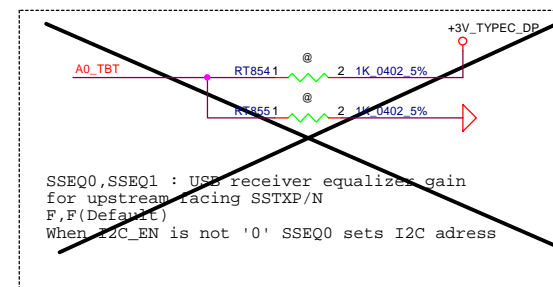 +3V_TYPEC_DP
@
A0_TBT RT854 1 2 1K_0402_5%
@
RT855 1 2 1K_0402_5%
SSEQ0,SSEQ1 : USB receiver equalizer gain
for upstream facing SSTXP/N
F,F(Default)
When I2C_EN is not '0' SSEQ0 sets I2C adress